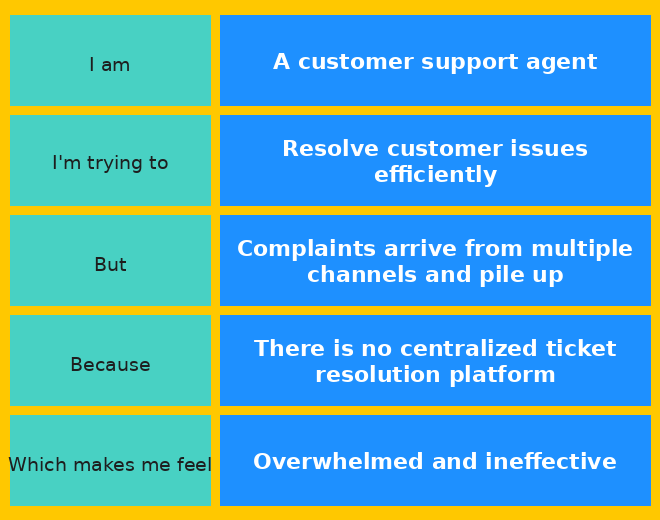 I am
A customer support agent
I'm trying to
Resolve customer issues
efficiently
But
Complaints arrive from multiple
channels and pile up
Because
There is no centralized ticket
resolution platform
Which makes me feel
Overwhelmed and ineffective